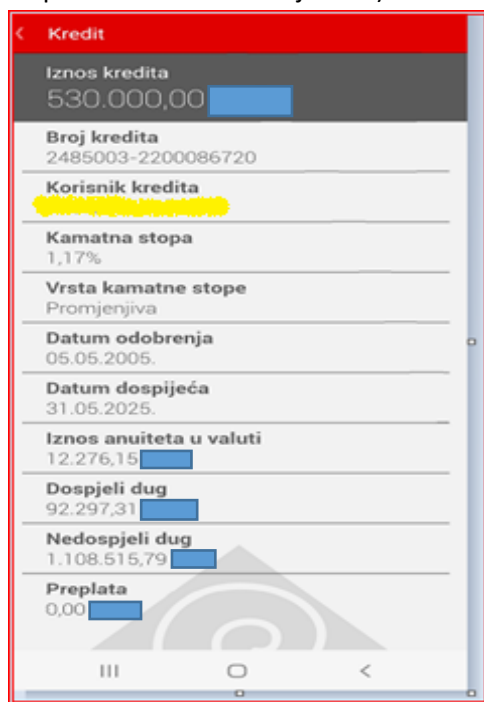 Kredit
Iznos kredita
530.000,00
Broj kredita
2485003-2200086720
Korisnik kredita
Kamatna stopa
1,17%
Vrsta kamatne stope
Promjenjiva
Datum odobrenja
05.05.2005.
Datum dospijeća
31.05.2025.
Iznos anuiteta u valuti
12.276,15
Dospjeli dug
92.297,31
Nedospjeli dug
1.108.515,79
Preplata
0,00